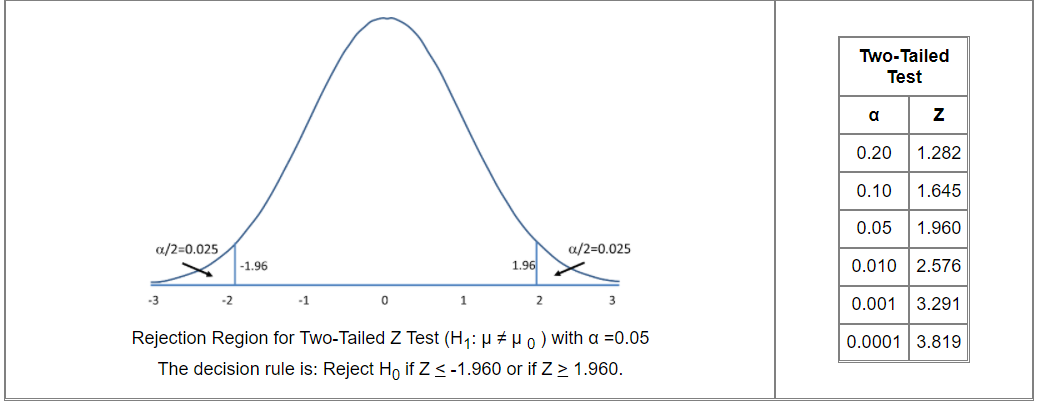 α/2=0.025
α/2=0.025
-1.96
1.96
-3 -2 -1 0 1 2 3
Rejection Region for Two-Tailed Z Test (H₁: μ ≠ μ ₀ ) with α =0.05
The decision rule is: Reject H₀ if Z ≤ -1.960 or if Z ≥ 1.960.
Two-Tailed
Test
α Z
0.20 1.282
0.10 1.645
0.05 1.960
0.010 2.576
0.001 3.291
0.0001 3.819